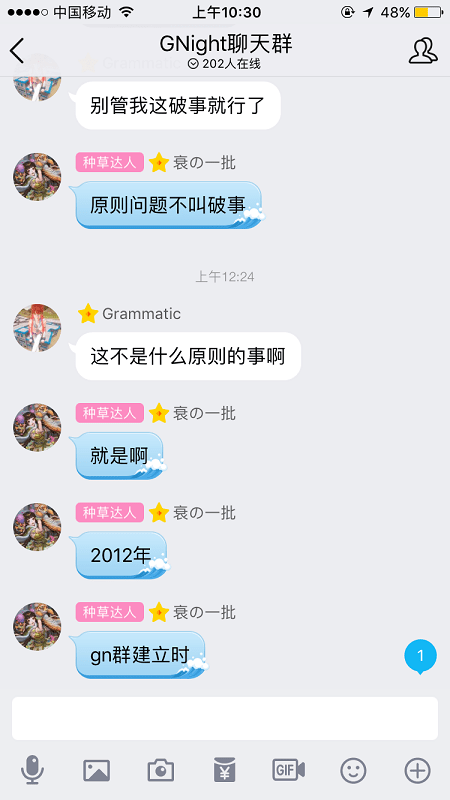 中国移动 上午10:30 48%
GNight聊天群
202人在线
别管我这破事就行了
种草达人 衰の一批
原则问题不叫破事
上午12:24
Grammatic
这不是什么原则的事啊
种草达人 衰の一批
就是啊
种草达人 衰の一批
2012年
种草达人 衰の一批
gn群建立时
1
GIF